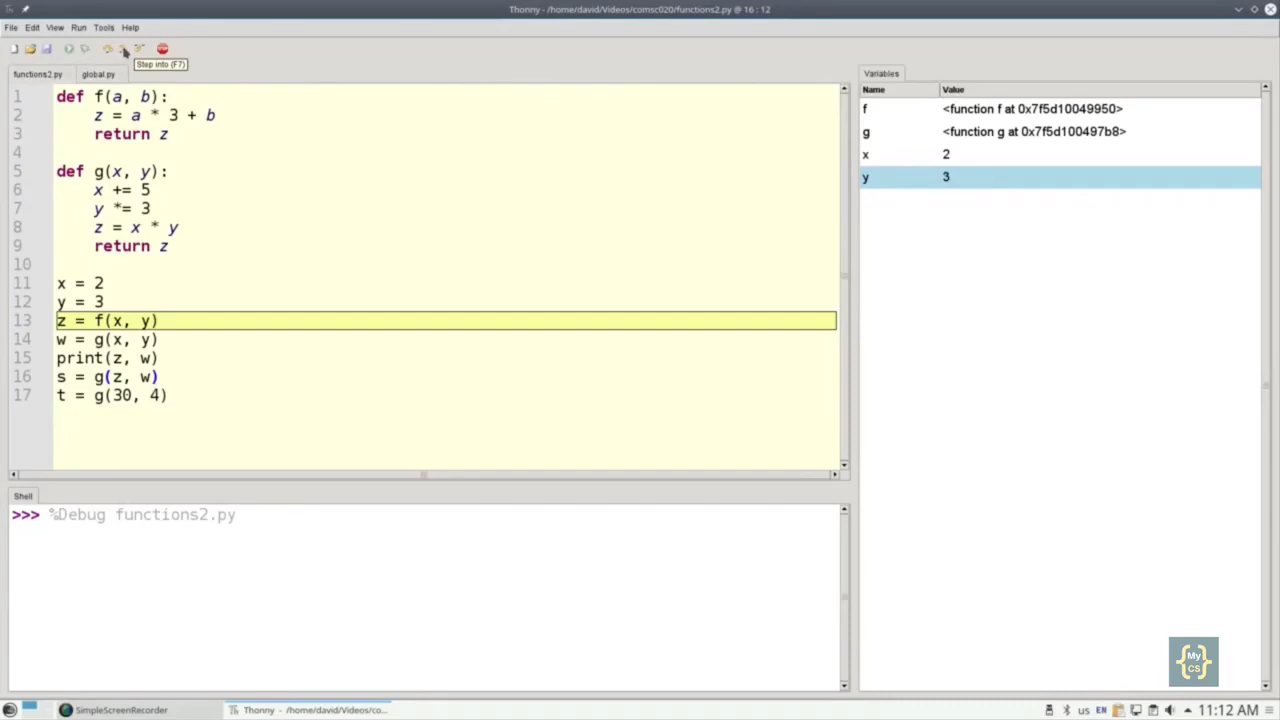 Thonny - /home/david/Videos/comsc020/functions2.py @ 16 : 12
File Edit View Run Tools Help
Step into (F7)
functions2.py global.py
1 def f(a, b):
2 z = a * 3 + b
3 return z
4
5 def g(x, y):
6 x += 5
7 y *= 3
8 z = x * y
9 return z
10
11 x = 2
12 y = 3
13 z = f(x, y)
14 w = g(x, y)
15 print(z, w)
16 s = g(z, w)
17 t = g(30, 4)
Variables
Name Value
f <function f at 0x7f5d10049950>
g <function g at 0x7f5d100497b8>
x 2
y 3
Shell
>>> %Debug functions2.py
{My CS}
SimpleScreenRecorder
Thonny - /home/david/Videos/co...
us EN 11:12 AM